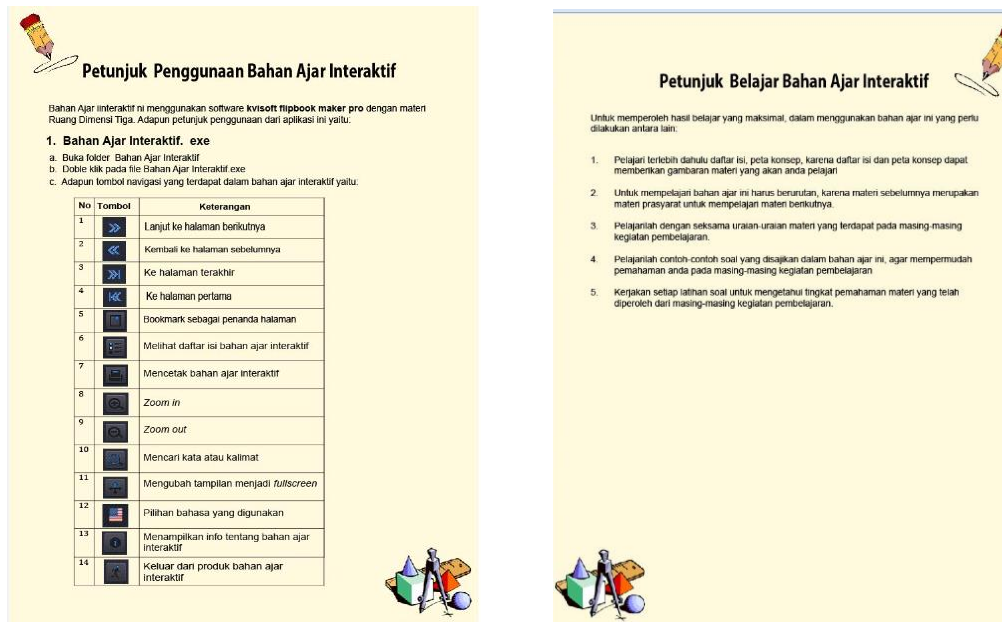 Petunjuk Penggunaan Bahan Ajar Interaktif
Bahan Ajar iinteraktif ni menggunakan software kvisoft flipbook maker pro dengan materi
Ruang Dimensi Tiga. Adapun petunjuk penggunaan dari aplikasi ini yaitu:
1. Bahan Ajar Interaktif. exe
a. Buka folder Bahan Ajar Interaktif
b. Doble klik pada file Bahan Ajar Interaktif.exe
c. Adapun tombol navigasi yang terdapat dalam bahan ajar interaktif yaitu:
No Tombol Keterangan
1 Lanjut ke halaman berikutnya
2 Kembali ke halaman sebelumnya
3 Ke halaman terakhir
4 Ke halaman pertama
5 Bookmark sebagai penanda halaman
6 Melihat daftar isi bahan ajar interaktif
7 Mencetak bahan ajar interaktif
8 Zoom in
9 Zoom out
10 Mencari kata atau kalimat
11 Mengubah tampilan menjadi fullscreen
12 Pilihan bahasa yang digunakan
13 Menampilkan info tentang bahan ajar
interaktif
14 Keluar dari produk bahan ajar
interaktif
Petunjuk Belajar Bahan Ajar Interaktif
Untuk memperoleh hasil belajar yang maksimal, dalam menggunakan bahan ajar ini yang perlu
dilakukan antara lain:
1. Pelajari terlebih dahulu daftar isi, peta konsep, karena daftar isi dan peta konsep dapat
memberikan gambaran materi yang akan anda pelajari
2. Untuk mempelajari bahan ajar ini harus berurutan, karena materi sebelumnya merupakan
materi prasyarat untuk mempelajari materi berikutnya.
3. Pelajarilah dengan seksama uraian-uraian materi yang terdapat pada masing-masing
kegiatan pembelajaran.
4. Pelajarilah contoh-contoh soal yang disajikan dalam bahan ajar ini, agar mempermudah
pemahaman anda pada masing-masing kegiatan pembelajaran
5. Kerjakan setiap latihan soal untuk mengetahui tingkat pemahaman materi yang telah
diperoleh dari masing-masing kegiatan pembelajaran.